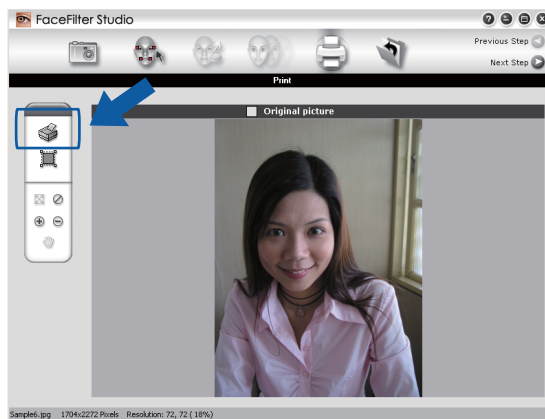 FaceFilter Studio
Previous Step
Next Step
Print
Original picture
Sample6.jpg 1704x2272 Pixels Resolution: 72, 72 ( 18%)